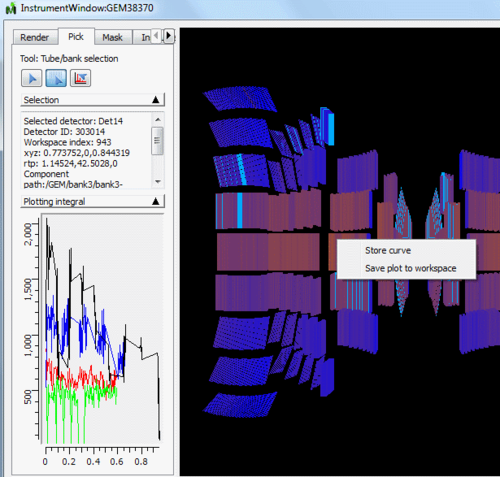 InstrumentWindow:GEM38370
Render Pick Mask In
Tool: Tube/bank selection
Selection
Selected detector: Det14
Detector ID: 303014
Workspace index: 943
xyz: 0.773752,0,0.844319
rtp: 1.14524,42.5028,0
Component
path:/GEM/bank3/bank3-
Plotting integral
2,000
1,500
1,000
500
0 0.2 0.4 0.6 0.8
Store curve
Save plot to workspace